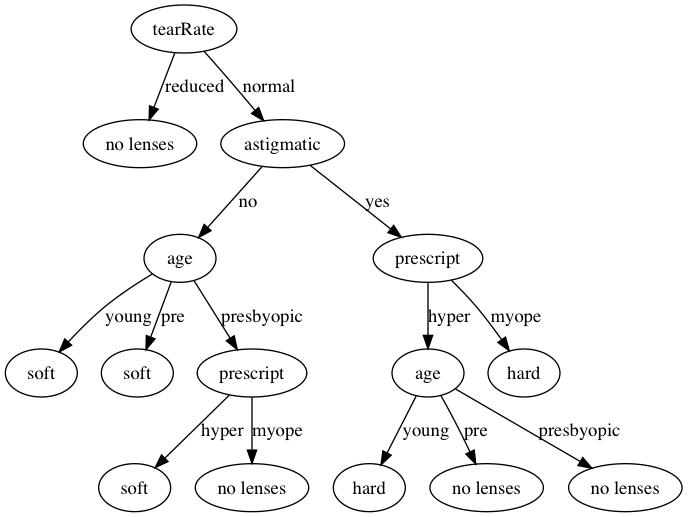 tearRate
reduced
normal
no lenses
astigmatic
no
yes
age
prescript
young
pre
presbyopic
hyper
myope
soft
soft
prescript
age
hard
hyper
myope
young
pre
presbyopic
soft
no lenses
hard
no lenses
no lenses